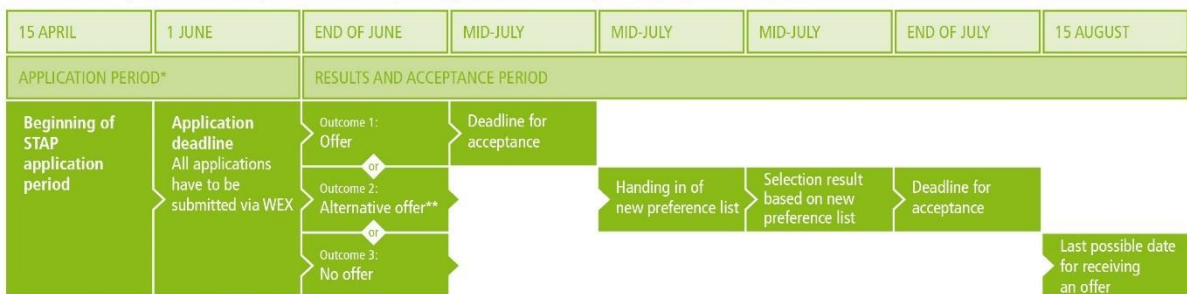 15 APRIL
1 JUNE
END OF JUNE
MID-JULY
MID-JULY
MID-JULY
END OF JULY
15 AUGUST
APPLICATION PERIOD*
RESULTS AND ACCEPTANCE PERIOD
Beginning of
STAP
application
period
Application
deadline
All applications
have to be
submitted via WEX
Outcome 1:
Offer
or
Outcome 2:
Alternative offer**
or
Outcome 3:
No offer
Deadline for
acceptance
Handing in of
new preference list
Selection result
based on new
preference list
Deadline for
acceptance
Last possible date
for receiving
an offer